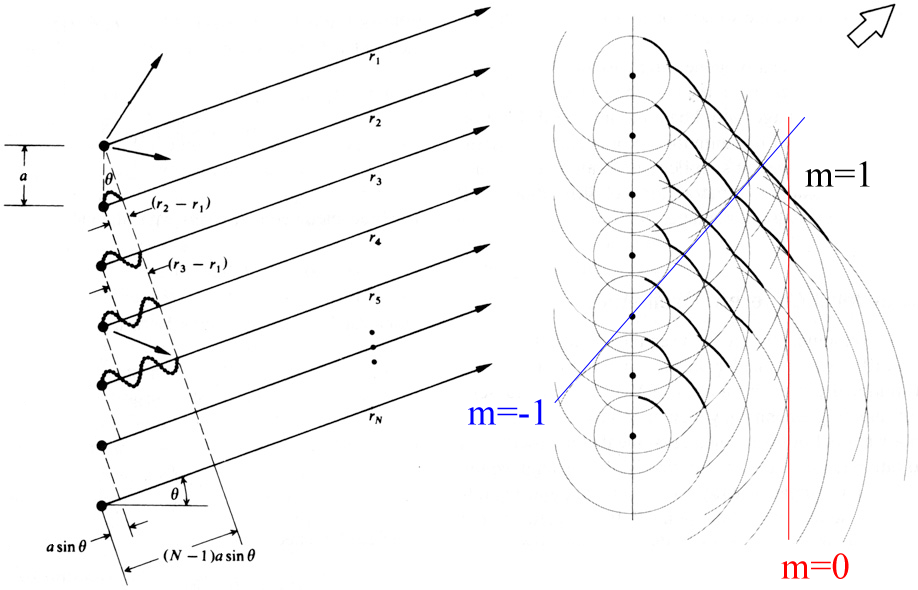 r₁
r₂
a
θ
r₃
(r₂ − r₁)
r₄
(r₃ − r₁)
r₅
r_N
θ
a sin θ
(N − 1)a sin θ
m=1
m=-1
m=0